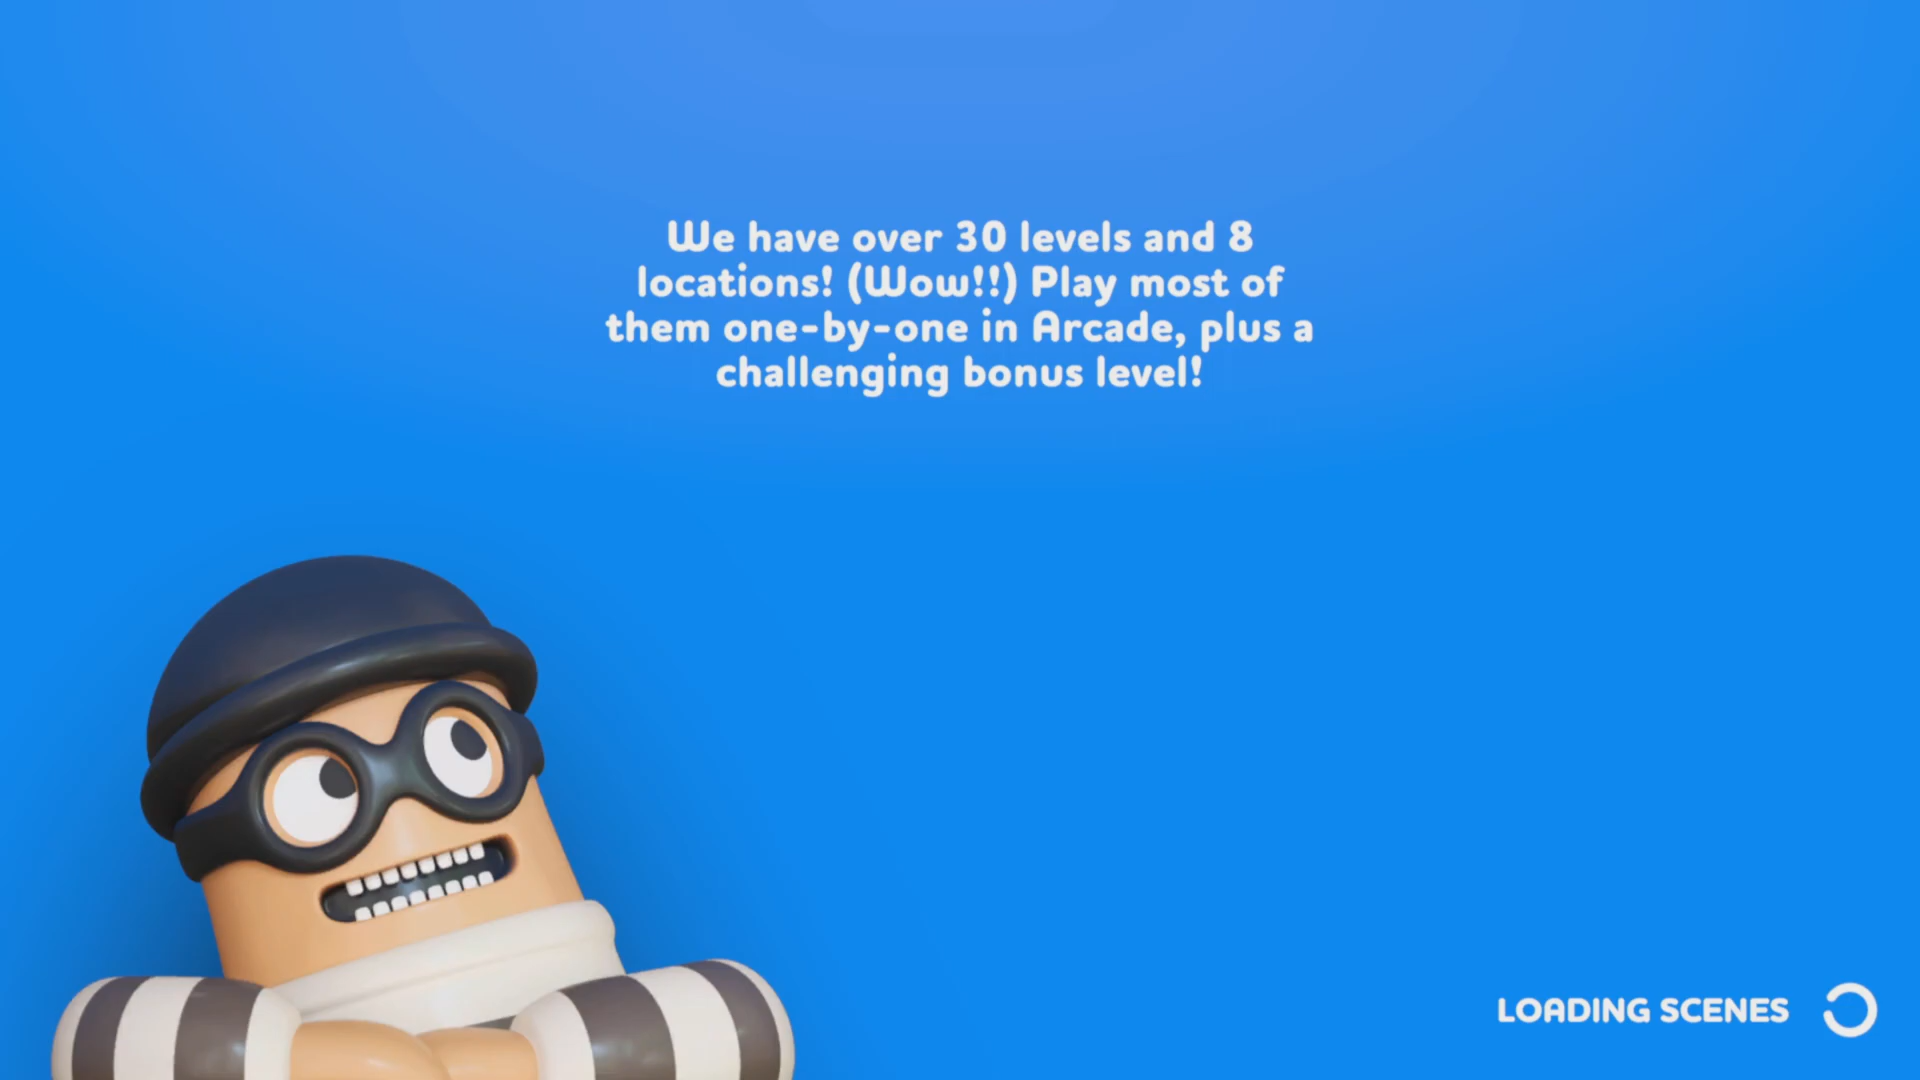 We have over 30 levels and 8
locations! (Wow!!) Play most of
them one-by-one in Arcade, plus a
challenging bonus level!
LOADING SCENES